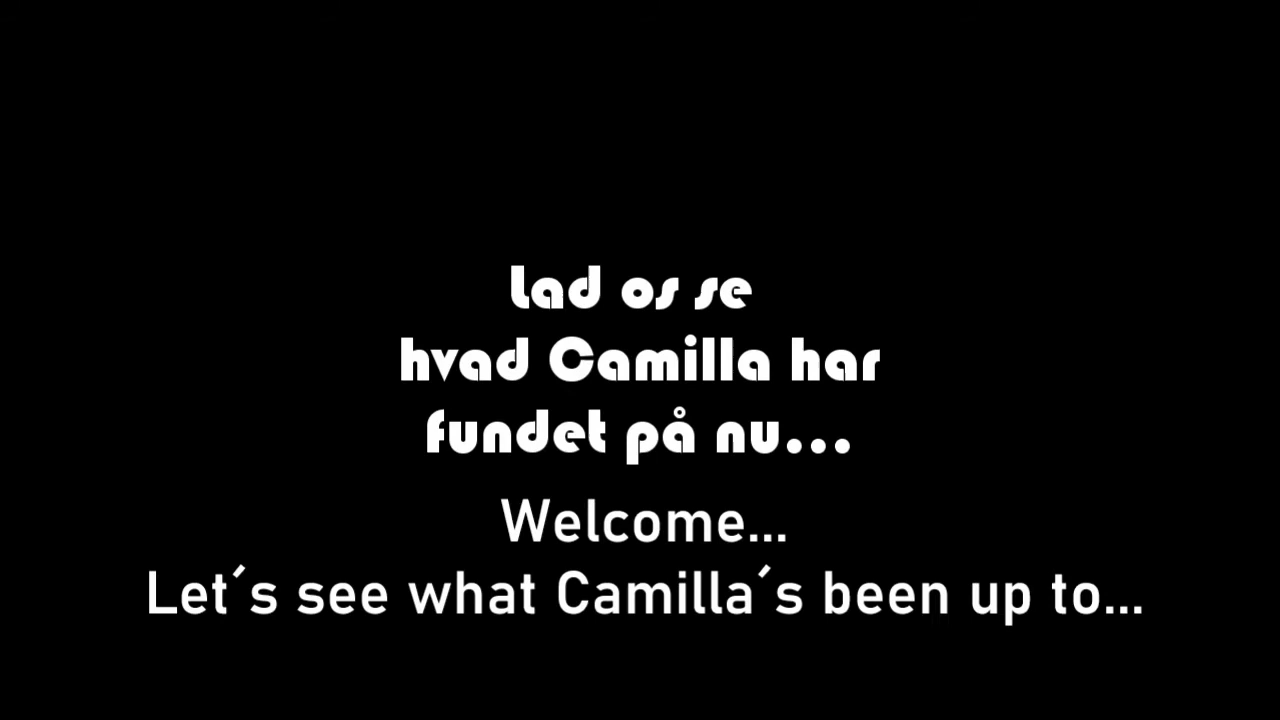 Lad os se
hvad Camilla har
fundet på nu...
Welcome...
Let´s see what Camilla´s been up to...